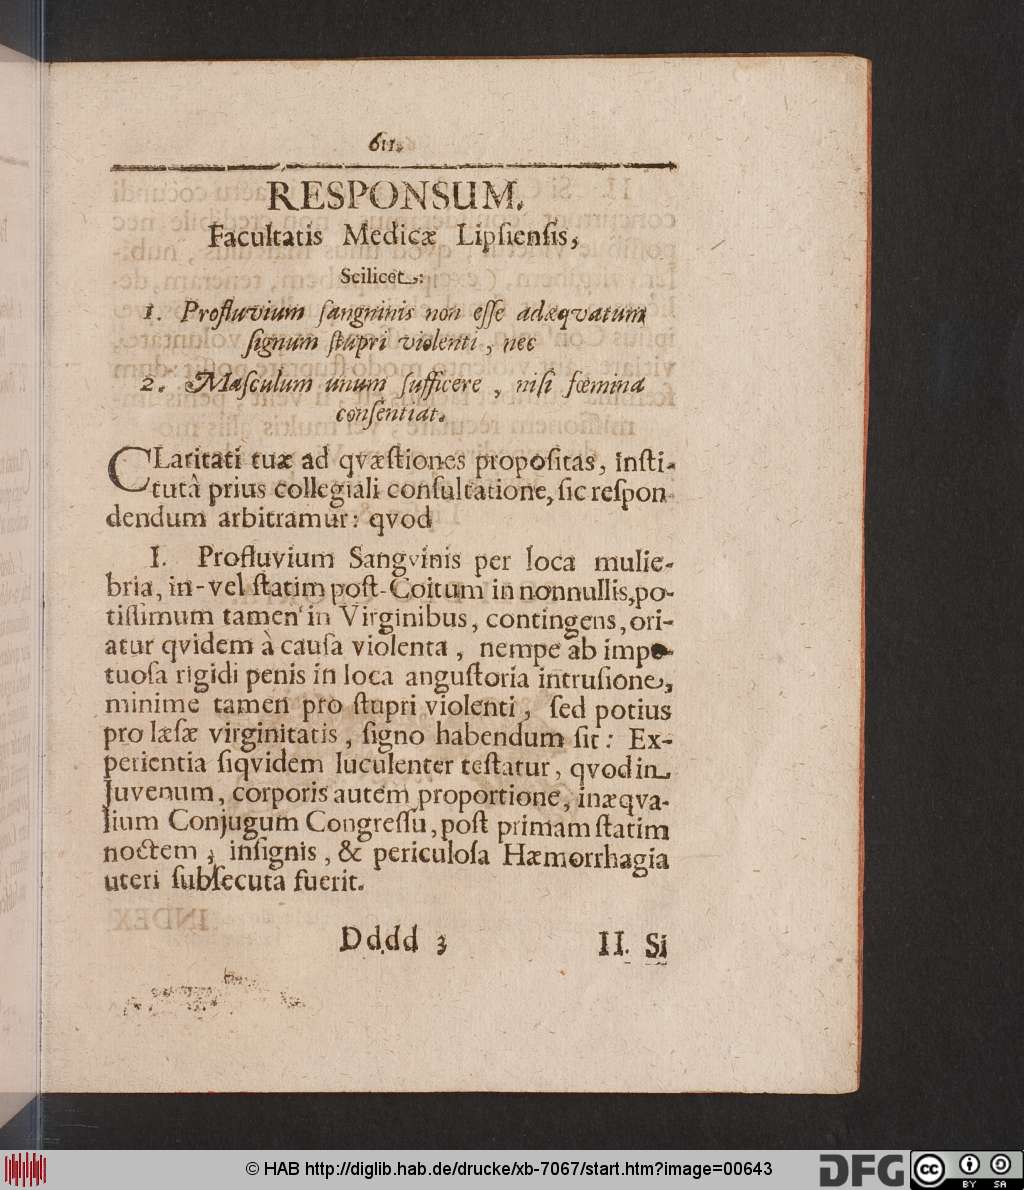 611.
RESPONSUM.
Facultatis Medicæ Lipſienſis,
Scilicet:
1. Profluvium ſangninis non eſſe adæqvatum
ſignum ſtupri violenti, nec
2. Maſculum unum ſufficere, niſi fœmina
conſentiat.
CLaritati tuæ ad qvæſtiones propoſitas, inſti-
tutâ prius collegiali conſultatione, ſic reſpon
dendum arbitramur: qvod
I. Profluvium Sangvinis per loca mulie-
bria, in-vel ſtatim poſt-Coitum in nonnullis, po-
tiſſimum tamen in Virginibus, contingens, ori-
atur qvidem à cauſa violenta, nempe ab impe-
tuoſa rigidi penis in loca anguſtoria intruſione,
minime tamen pro ſtupri violenti, ſed potius
pro læſæ virginitatis, ſigno habendum ſit: Ex-
perientia ſiqvidem luculenter teſtatur, qvod in
Juvenum, corporis autem proportione, inæqva-
lium Conjugum Congreſſu, poſt primam ſtatim
noctem, inſignis, & periculoſa Hæmorrhagia
uteri ſubſecuta fuerit.
Dddd 3 II. Si
© HAB http://diglib.hab.de/drucke/xb-7067/start.htm?image=00643
DFG cc BY SA